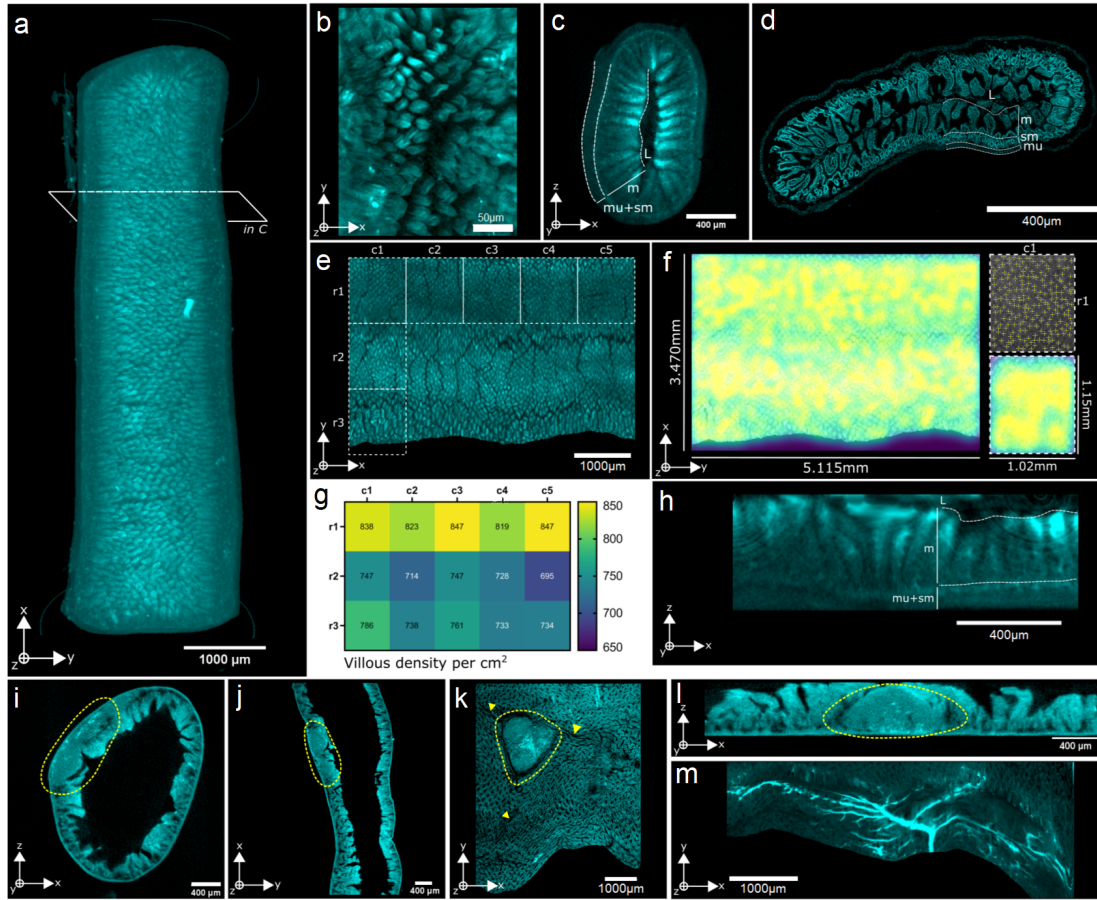 a
in C
x
z
y
1000 µm
b
y
z
x
50µm
c
L
m
mu+sm
z
y
x
400 µm
d
L
m
sm
mu
z
y
x
400µm
e
c1 c2 c3 c4 c5
r1
r2
r3
y
z
x
1000µm
f
3.470mm
5.115mm
x
z
y
c1
r1
1.15mm
1.02mm
g
c1 c2 c3 c4 c5
r1 838 823 847 819 847
r2 747 714 747 728 695
r3 786 738 761 733 734
850
800
750
700
650
Villous density per cm²
h
L
m
mu+sm
z
y
x
400µm
i
z
y
x
400 µm
j
x
z
y
400 µm
k
y
z
x
1000µm
l
z
y
x
400 µm
m
y
z
x
1000µm